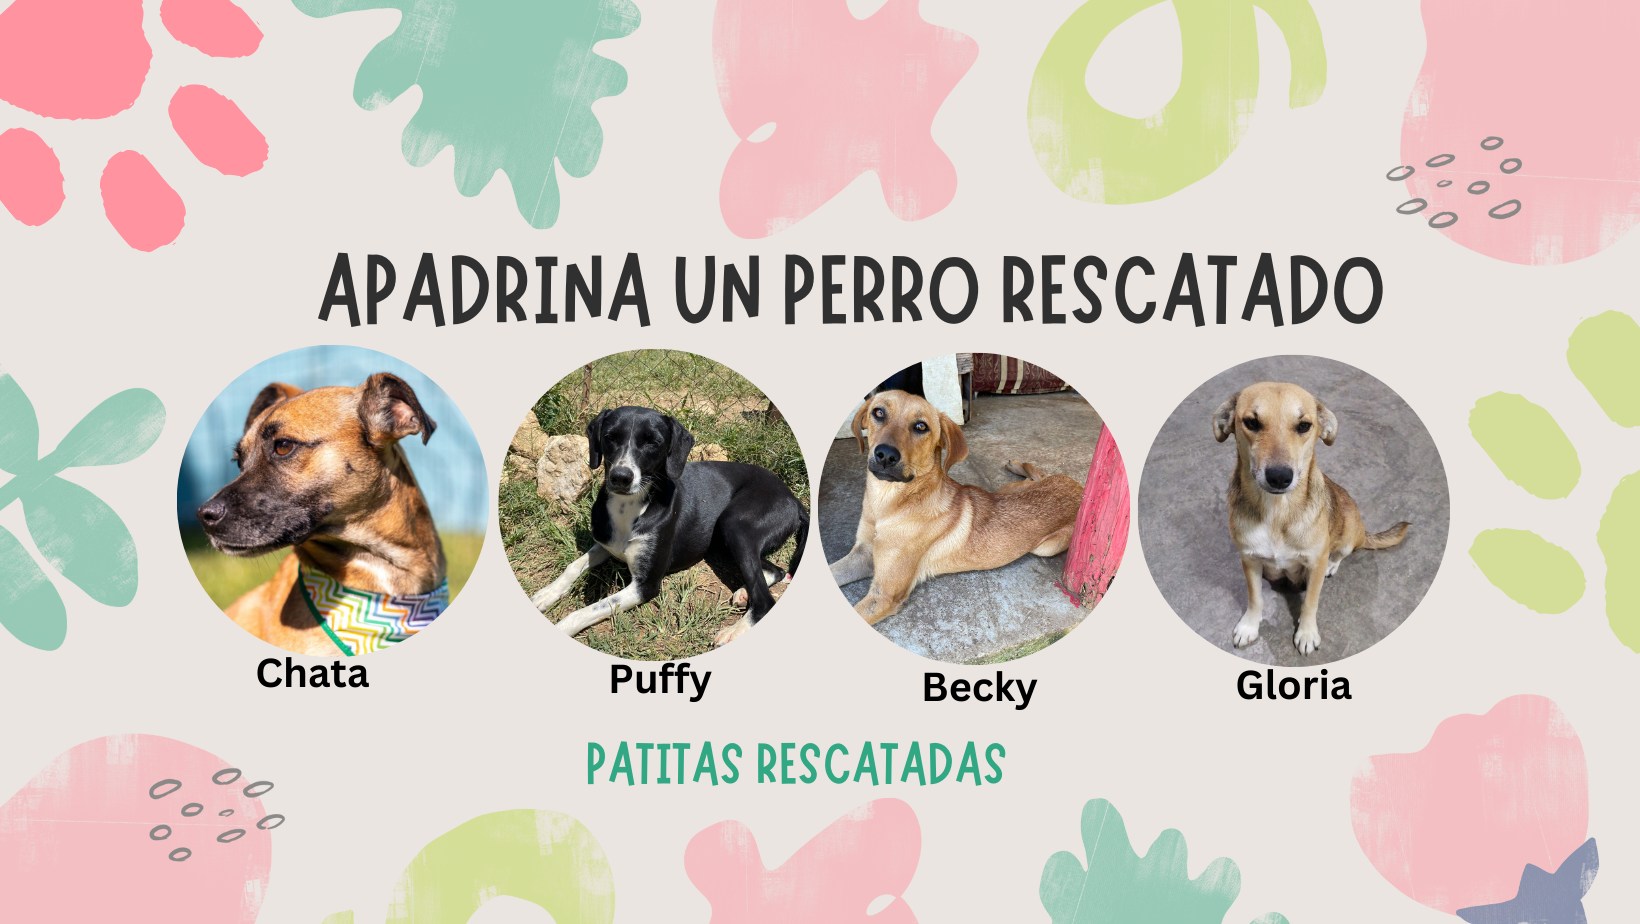 APADRINA UN PERRO RESCATADO
Chata
Puffy
Becky
Gloria
PATITAS RESCATADAS